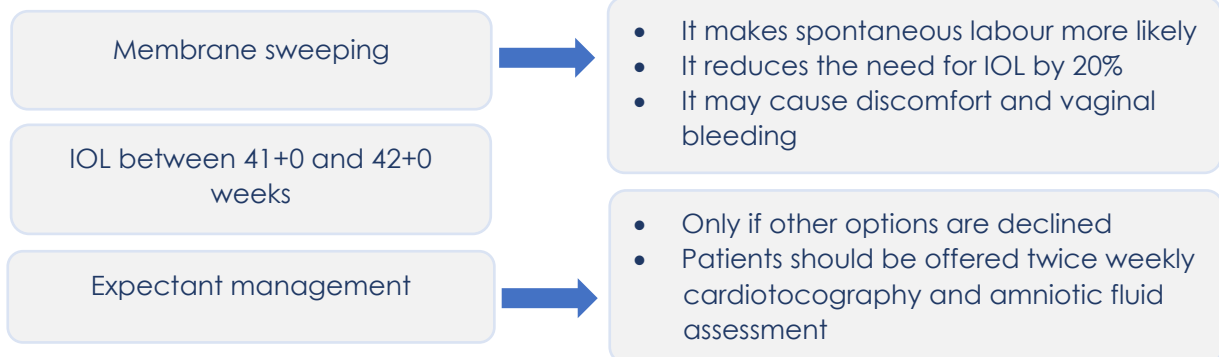 Membrane sweeping
• It makes spontaneous labour more likely
• It reduces the need for IOL by 20%
• It may cause discomfort and vaginal
bleeding
IOL between 41+0 and 42+0
weeks
Expectant management
• Only if other options are declined
• Patients should be offered twice weekly
cardiotocography and amniotic fluid
assessment